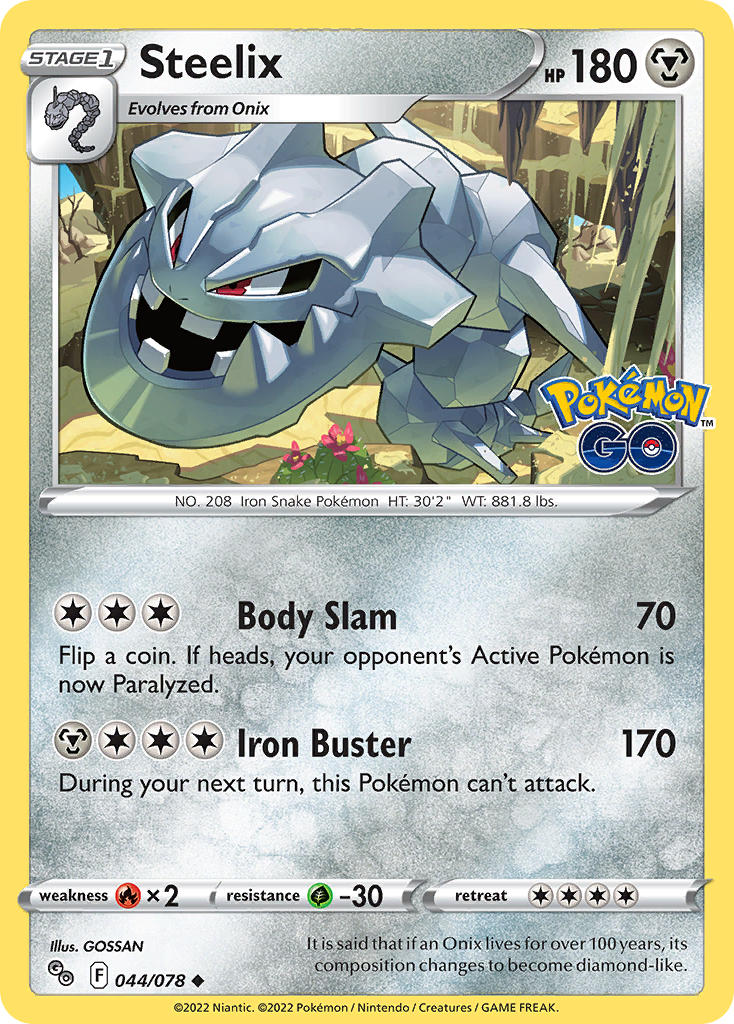 STAGE 1
Steelix
HP 180
Evolves from Onix
Pokémon
GO
TM
NO. 208 Iron Snake Pokémon HT: 30'2" WT: 881.8 lbs.
Body Slam 70
Flip a coin. If heads, your opponent's Active Pokémon is
now Paralyzed.
Iron Buster 170
During your next turn, this Pokémon can't attack.
weakness ×2 resistance -30 retreat
Illus. GOSSAN
It is said that if an Onix lives for over 100 years, its
composition changes to become diamond-like.
GO F 044/078
©2022 Niantic. ©2022 Pokémon / Nintendo / Creatures / GAME FREAK.